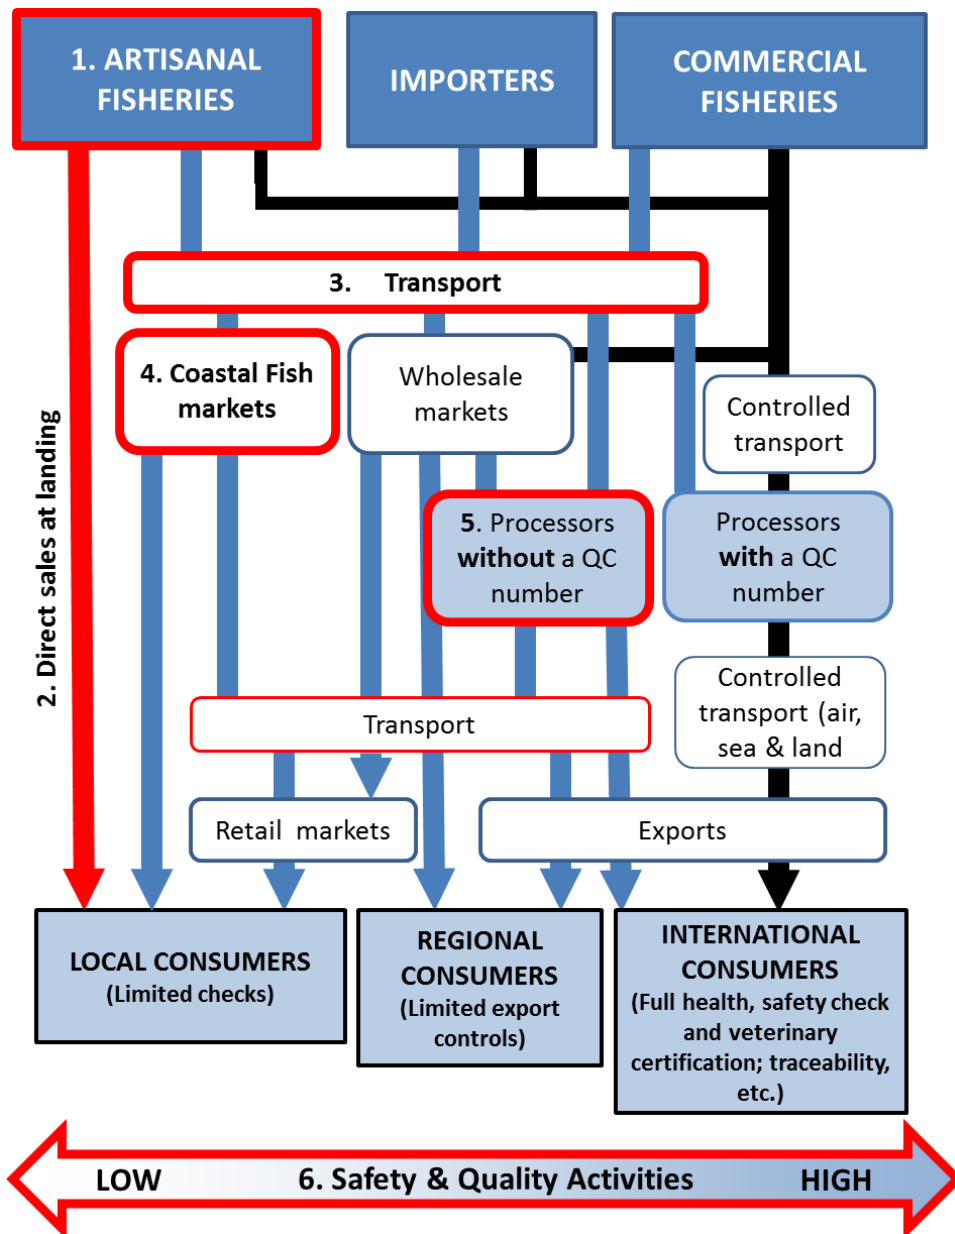 1. ARTISANAL
FISHERIES
IMPORTERS
COMMERCIAL
FISHERIES
3. Transport
4. Coastal Fish
markets
Wholesale
markets
Controlled
transport
2. Direct sales at landing
5. Processors
without a QC
number
Processors
with a QC
number
Controlled
transport (air,
sea & land
Transport
Retail markets
Exports
LOCAL CONSUMERS
(Limited checks)
REGIONAL
CONSUMERS
(Limited export
controls)
INTERNATIONAL
CONSUMERS
(Full health, safety check
and veterinary
certification; traceability,
etc.)
LOW
6. Safety & Quality Activities
HIGH